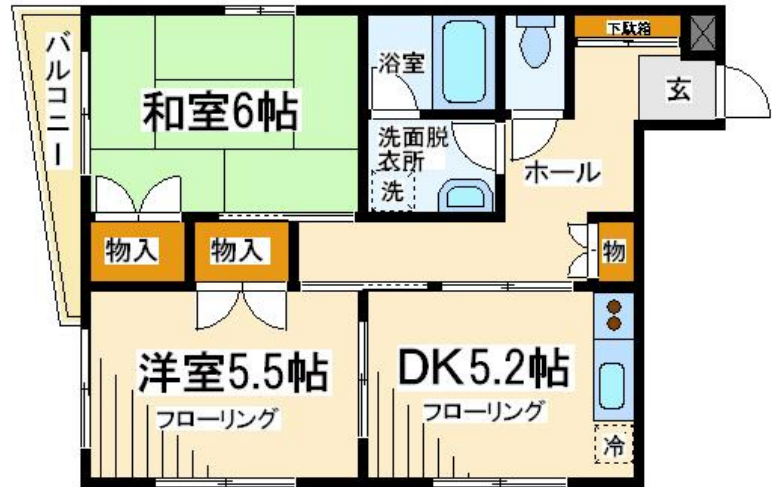 バルコニー
和室6帖
浴室
洗面脱
衣所
洗
下駄箱
玄
ホール
物入
物入
物
洋室5.5帖
フローリング
DK5.2帖
フローリング
冷